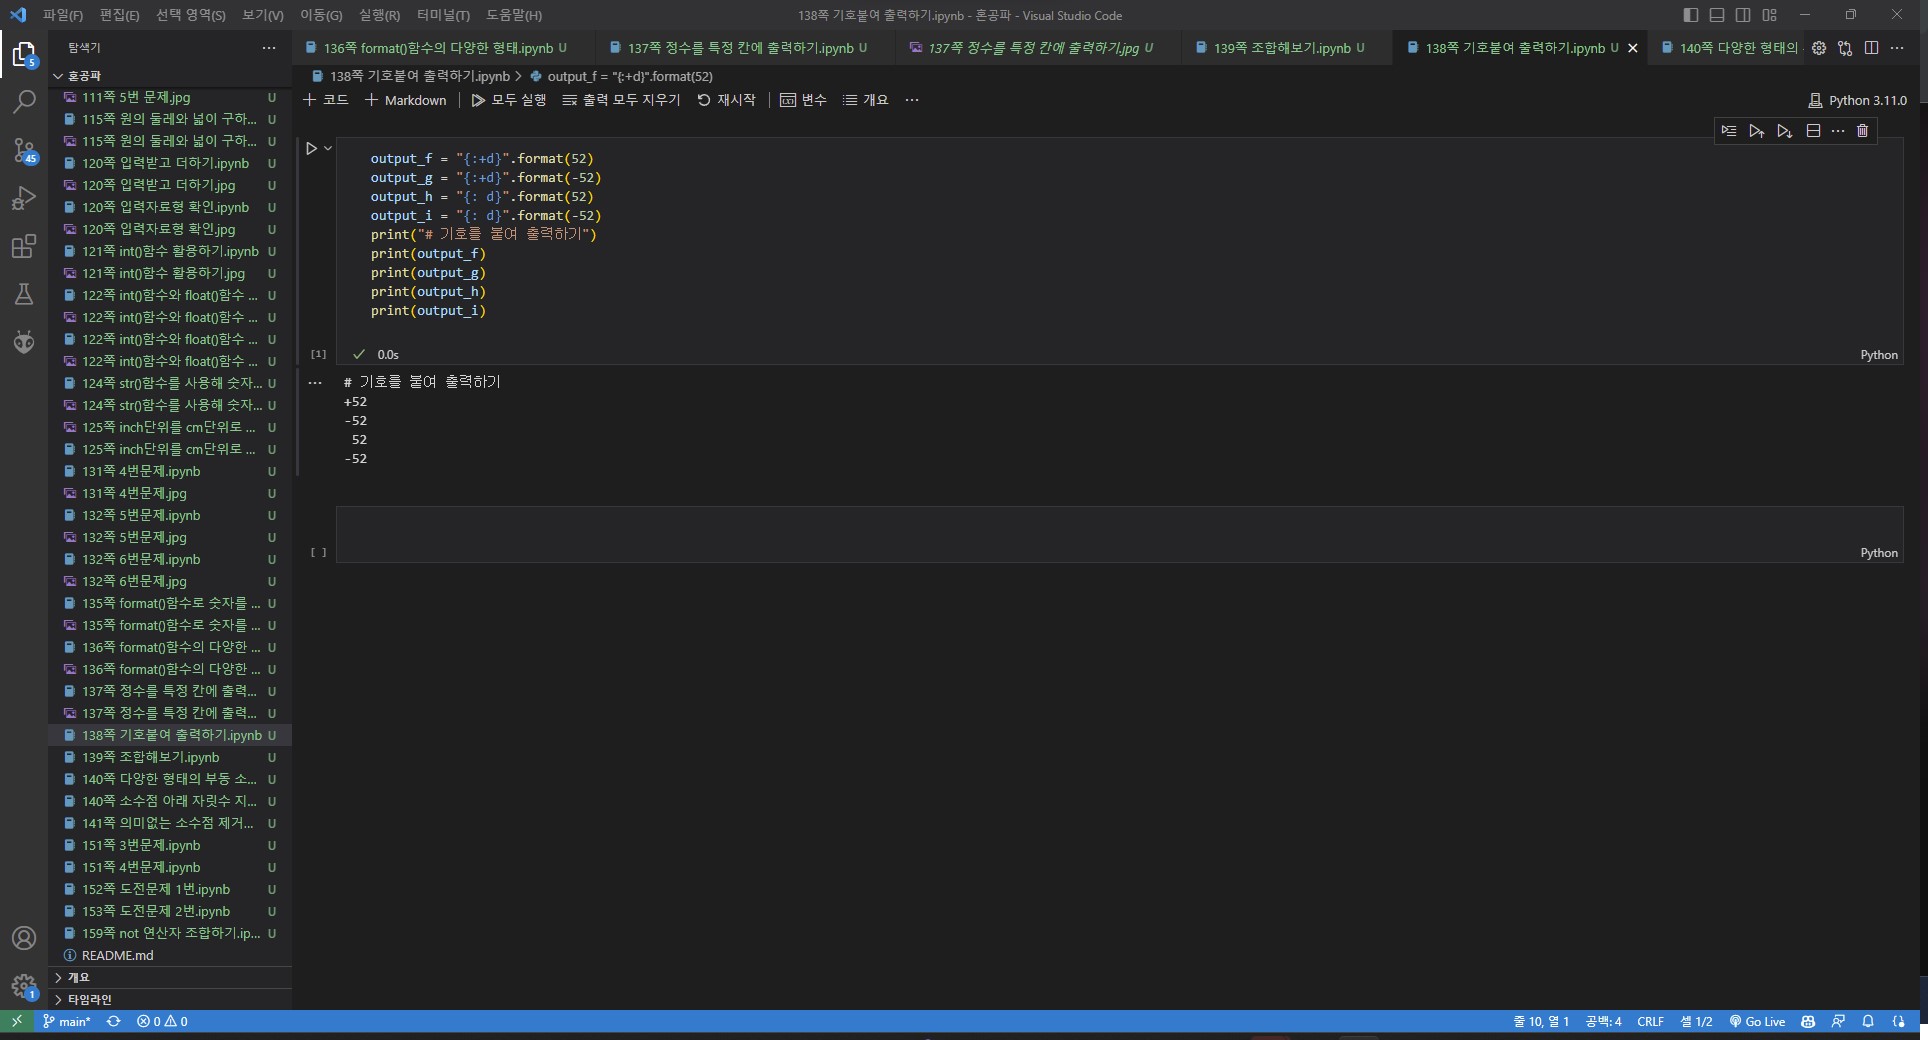 파일(F) 편집(E) 선택 영역(S) 보기(V) 이동(G) 실행(R) 터미널(T) 도움말(H)
138쪽 기호붙여 출력하기.ipynb - 혼공파 - Visual Studio Code
탐색기
136쪽 format()함수의 다양한 형태.ipynb U
137쪽 정수를 특정 칸에 출력하기.ipynb U
137쪽 정수를 특정 칸에 출력하기.jpg U
139쪽 조합해보기.ipynb U
138쪽 기호붙여 출력하기.ipynb U
140쪽 다양한 형태의
5
혼공파
111쪽 5번 문제.jpg U
115쪽 원의 둘레와 넓이 구하... U
115쪽 원의 둘레와 넓이 구하... U
45
120쪽 입력받고 더하기.ipynb U
120쪽 입력받고 더하기.jpg U
120쪽 입력자료형 확인.ipynb U
120쪽 입력자료형 확인.jpg U
121쪽 int()함수 활용하기.ipynb U
121쪽 int()함수 활용하기.jpg U
122쪽 int()함수와 float()함수 ... U
122쪽 int()함수와 float()함수 ... U
122쪽 int()함수와 float()함수 ... U
122쪽 int()함수와 float()함수 ... U
124쪽 str()함수를 사용해 숫자... U
124쪽 str()함수를 사용해 숫자... U
125쪽 inch단위를 cm단위로 ... U
125쪽 inch단위를 cm단위로 ... U
131쪽 4번문제.ipynb U
131쪽 4번문제.jpg U
132쪽 5번문제.ipynb U
132쪽 5번문제.jpg U
132쪽 6번문제.ipynb U
132쪽 6번문제.jpg U
135쪽 format()함수로 숫자를 ... U
135쪽 format()함수로 숫자를 ... U
136쪽 format()함수의 다양한 ... U
136쪽 format()함수의 다양한 ... U
137쪽 정수를 특정 칸에 출력... U
137쪽 정수를 특정 칸에 출력... U
138쪽 기호붙여 출력하기.ipynb U
139쪽 조합해보기.ipynb U
140쪽 다양한 형태의 부동 소... U
140쪽 소수점 아래 자릿수 지... U
141쪽 의미없는 소수점 제거... U
151쪽 3번문제.ipynb U
151쪽 4번문제.ipynb U
152쪽 도전문제 1번.ipynb U
153쪽 도전문제 2번.ipynb U
159쪽 not 연산자 조합하기.ip... U
README.md
개요
1
타임라인
138쪽 기호붙여 출력하기.ipynb > output_f = "{:+d}".format(52)
+ 코드 + Markdown 모두 실행 출력 모두 지우기 재시작 변수 개요 ...
Python 3.11.0
output_f = "{:+d}".format(52)
output_g = "{:+d}".format(-52)
output_h = "{: d}".format(52)
output_i = "{: d}".format(-52)
print("# 기호를 붙여 출력하기")
print(output_f)
print(output_g)
print(output_h)
print(output_i)
[1] 0.0s
Python
# 기호를 붙여 출력하기
+52
-52
 52
-52
[ ]
Python
main* 0 0
줄 10, 열 1 공백: 4 CRLF 셀 1/2 Go Live